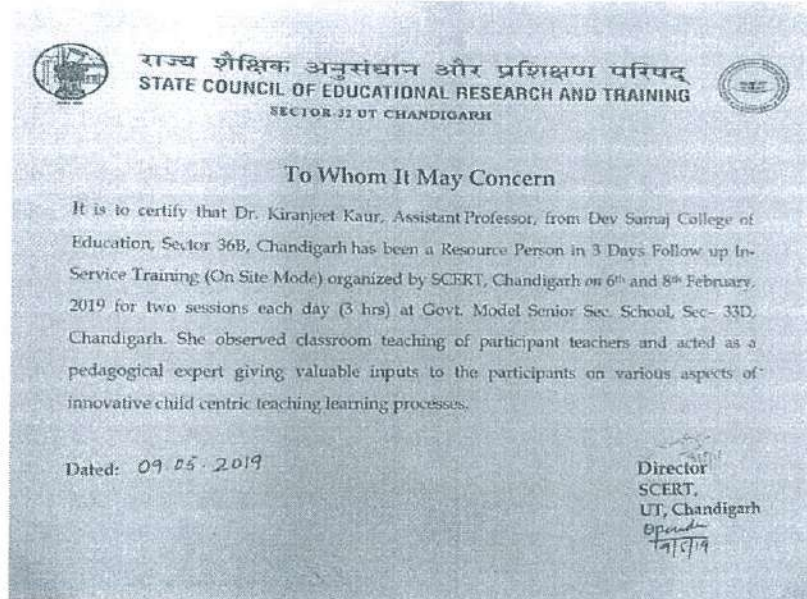 राज्य शैक्षिक अनुसंधान और प्रशिक्षण परिषद्
STATE COUNCIL OF EDUCATIONAL RESEARCH AND TRAINING
SECTOR-32 UT CHANDIGARH
To Whom It May Concern
It is to certify that Dr. Kiranjeet Kaur, Assistant Professor, from Dev Samaj College of
Education, Sector 36B, Chandigarh has been a Resource Person in 3 Days Follow up In-
Service Training (On Site Mode) organized by SCERT, Chandigarh on 6th and 8th February,
2019 for two sessions each day (3 hrs) at Govt. Model Senior Sec. School, Sec- 33D,
Chandigarh. She observed classroom teaching of participant teachers and acted as a
pedagogical expert giving valuable inputs to the participants on various aspects of
innovative child centric teaching learning processes.
Dated: 09.05.2019
Director
SCERT,
UT, Chandigarh